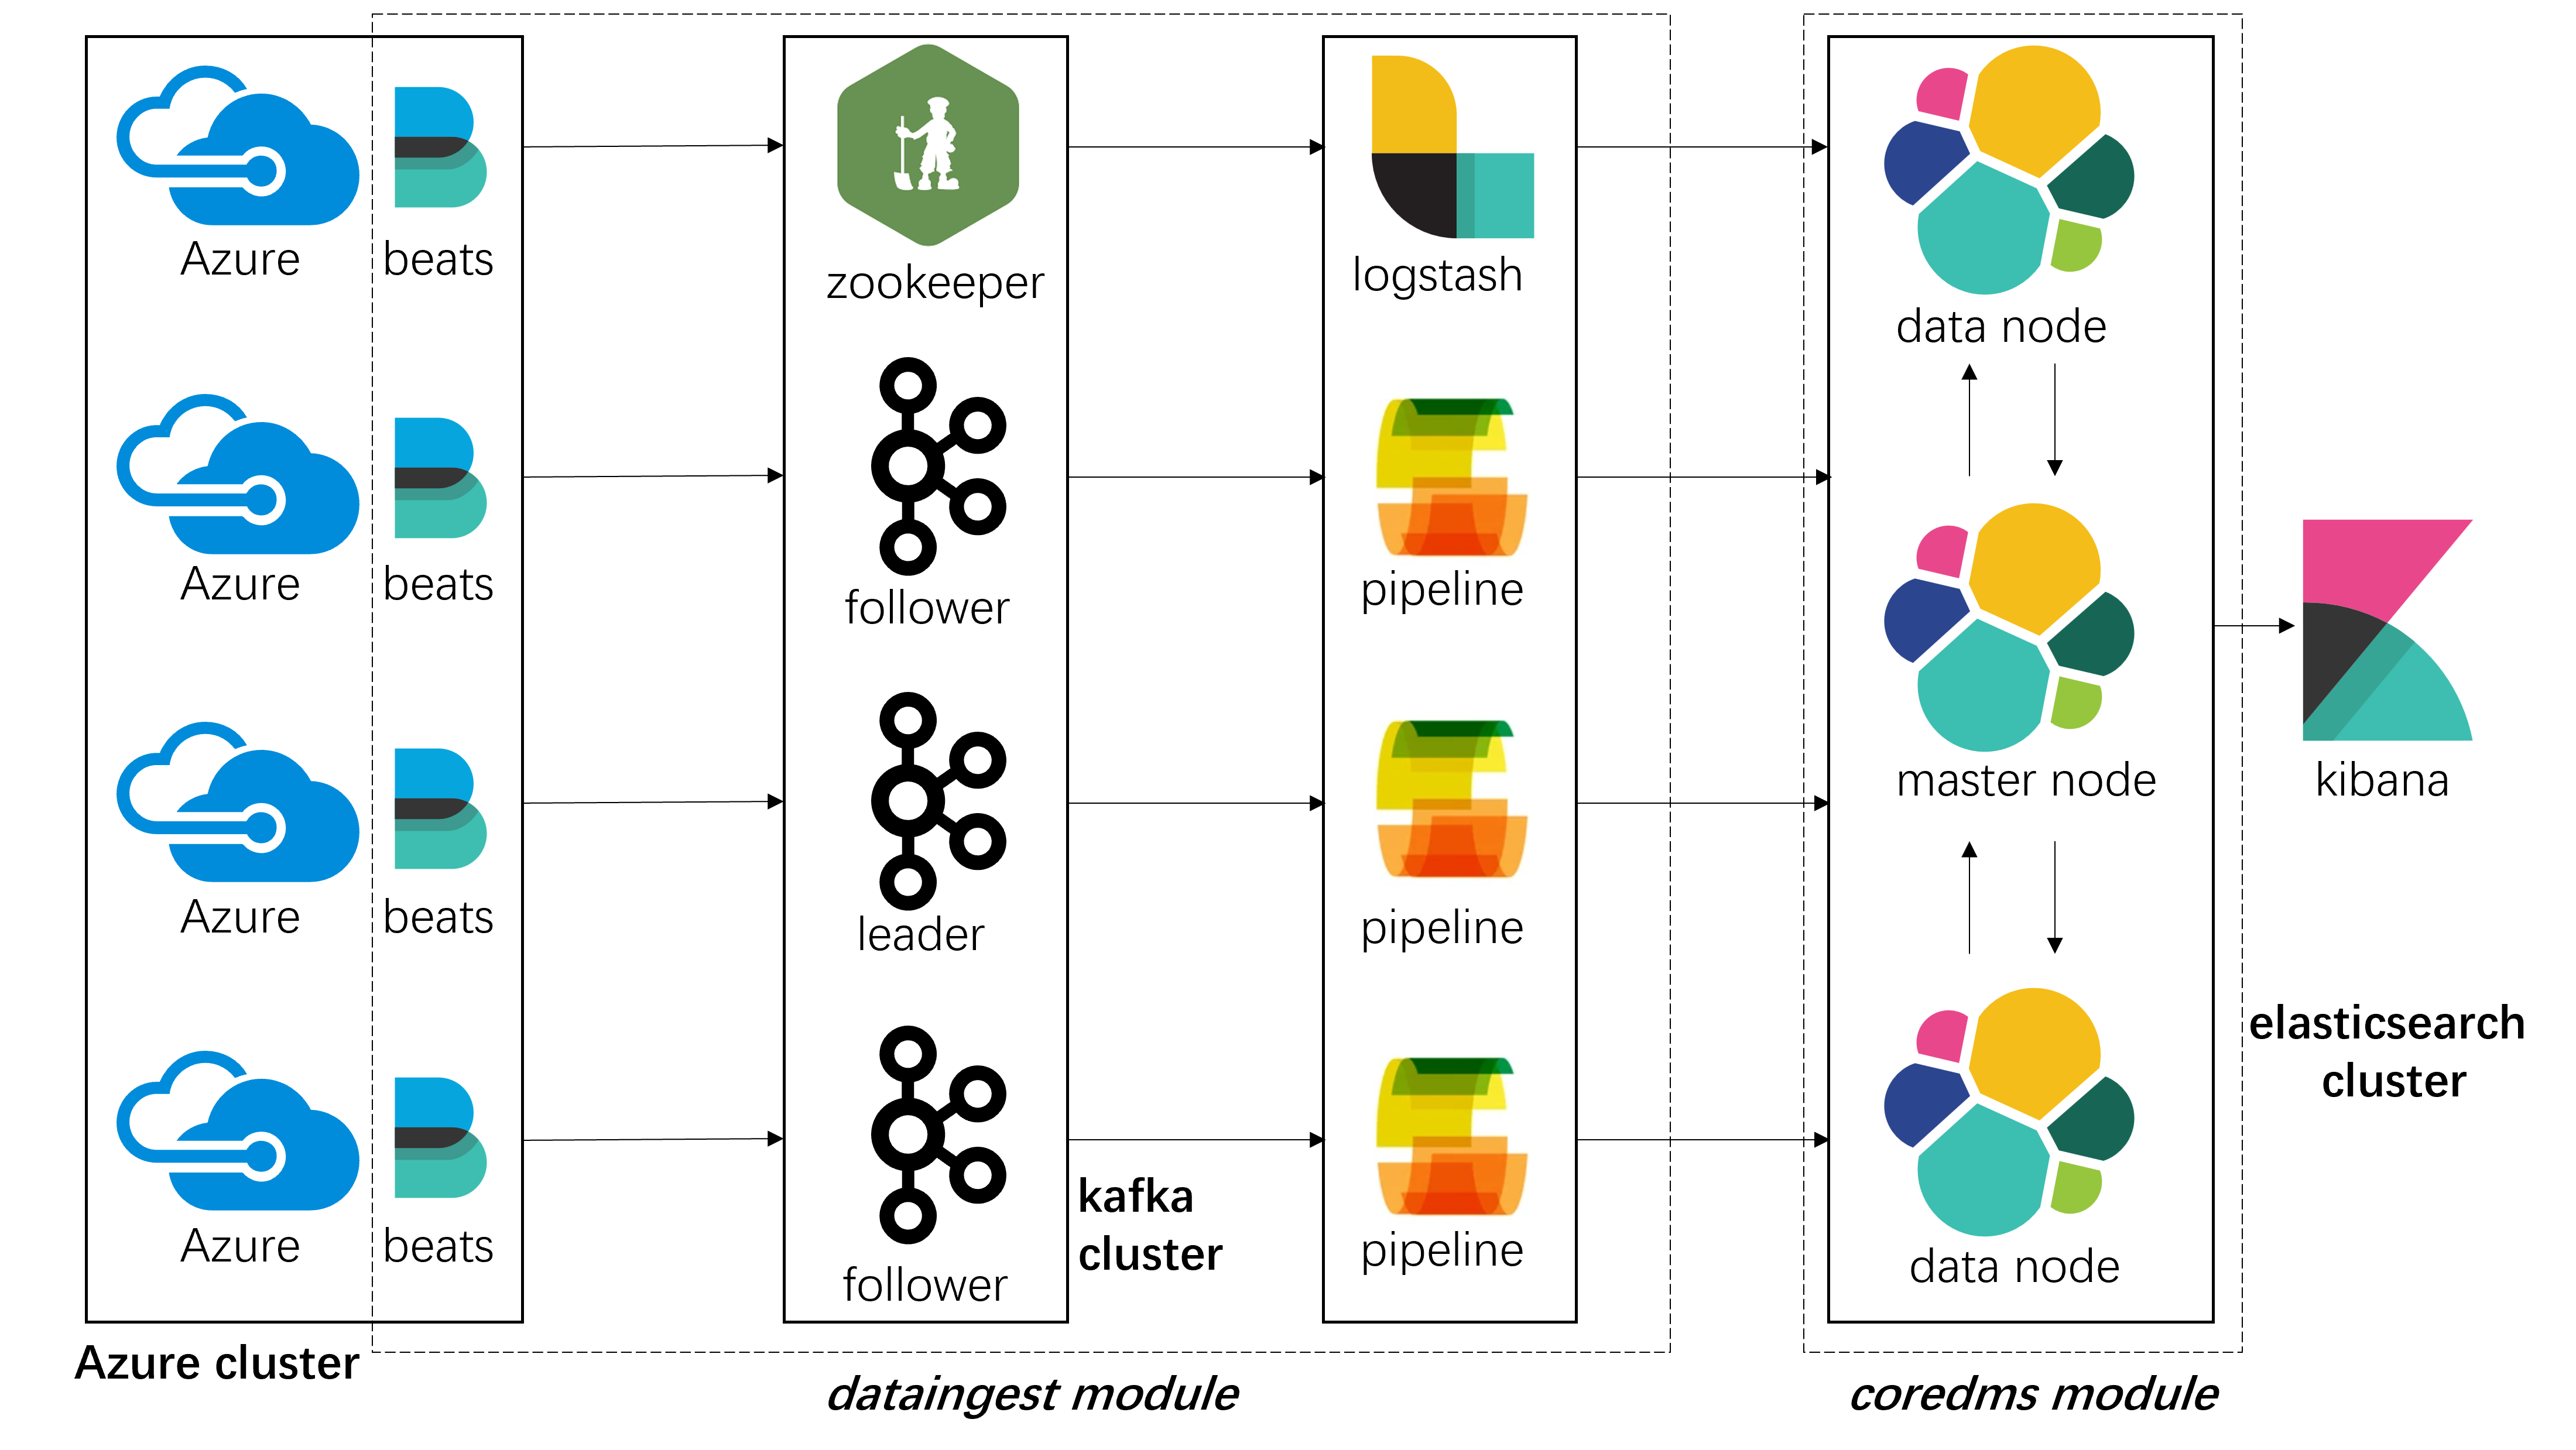 Azure
beats
zookeeper
logstash
data node
Azure
beats
follower
pipeline
master node
kibana
Azure
beats
leader
pipeline
elasticsearch
cluster
Azure
beats
follower
kafka
cluster
pipeline
data node
Azure cluster
dataingest module
coredms module